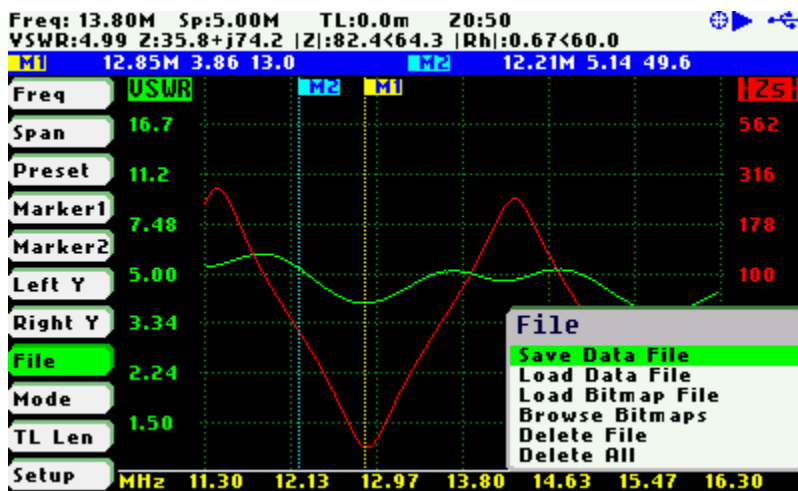 Freq: 13.80M Sp:5.00M TL:0.0m 20:50
VSWR:4.99 Z:35.8+j74.2 |Z|:82.4<64.3 |Rh|:0.67<60.0
M1 12.85M 3.86 13.0 M2 12.21M 5.14 49.6
Freq
Span
Preset
Marker1
Marker2
Left Y
Right Y
File
Mode
TL Len
Setup
VSWR M2 M1 |Zs|
16.7 562
11.2 316
7.48 178
5.00 100
3.34
2.24
1.50
File
Save Data File
Load Data File
Load Bitmap File
Browse Bitmaps
Delete File
Delete All
MHz 11.30 12.13 12.97 13.80 14.63 15.47 16.30